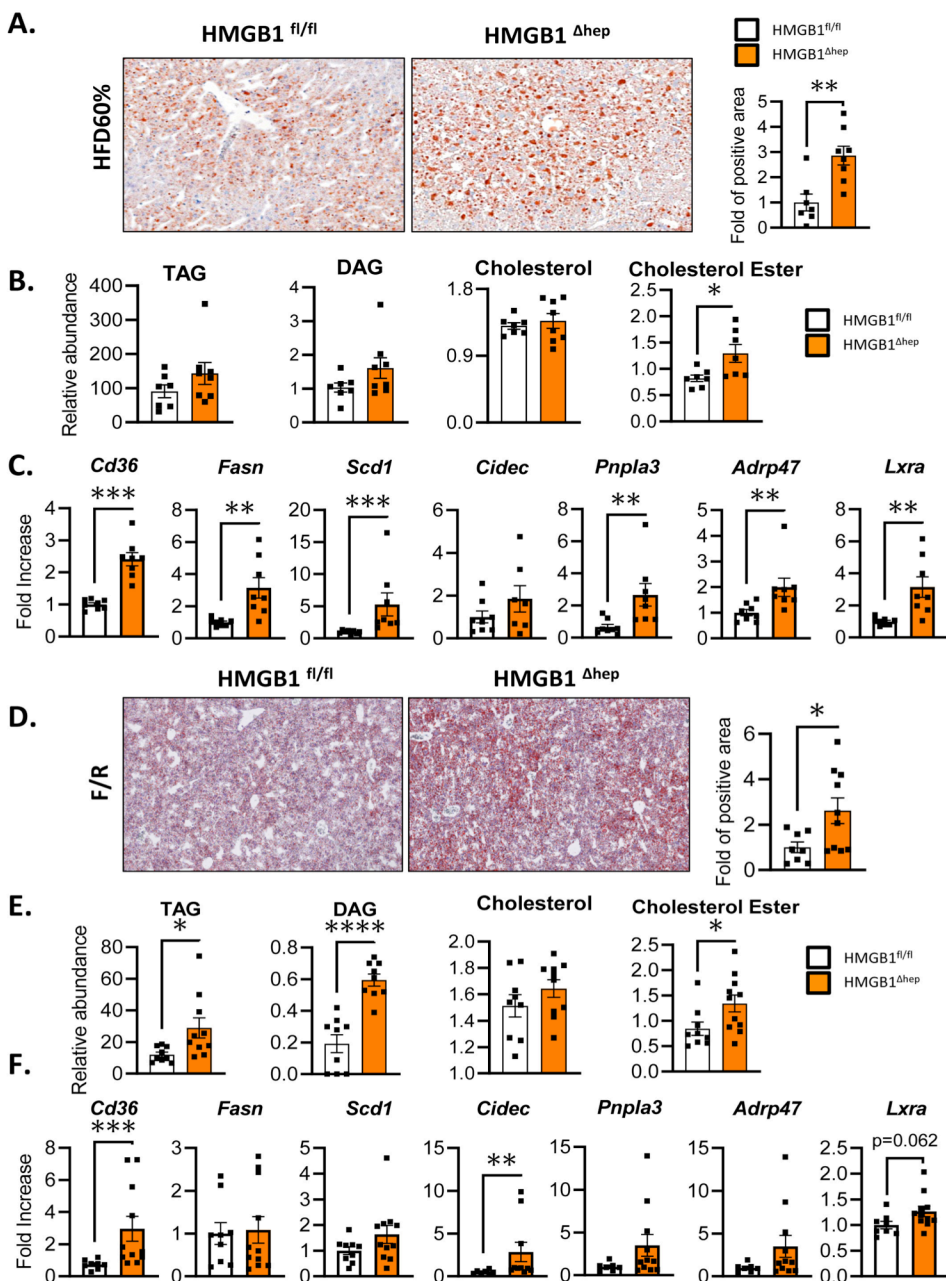 A.
HMGB1 fl/fl
HMGB1 Δhep
HFD60%
HMGB1fl/fl
HMGB1Δhep
Fold of positive area
**
5
4
3
2
1
0
B.
TAG
DAG
Cholesterol
Cholesterol Ester
Relative abundance
400
300
200
100
0
4
3
2
1
0
1.8
0.9
0.0
*
2.5
2.0
1.5
1.0
0.5
0.0
HMGB1fl/fl
HMGB1Δhep
C.
Cd36
Fasn
Scd1
Cidec
Pnpla3
Adrp47
Lxra
Fold Increase
***
4
3
2
1
0
**
8
6
4
2
0
***
20
15
10
5
0
6
4
2
0
**
8
6
4
2
0
**
6
4
2
0
**
8
6
4
2
0
HMGB1 fl/fl
HMGB1 Δhep
D.
F/R
Fold of positive area
*
6
4
2
0
E.
TAG
DAG
Cholesterol
Cholesterol Ester
Relative abundance
*
80
60
40
20
0
****
0.8
0.6
0.4
0.2
0.0
2.0
1.8
1.6
1.4
1.2
1.0
*
2.5
2.0
1.5
1.0
0.5
0.0
HMGB1fl/fl
HMGB1Δhep
F.
Cd36
Fasn
Scd1
Cidec
Pnpla3
Adrp47
Lxra
Fold Increase
***
8
6
4
2
0
3
2
1
0
5
4
3
2
1
0
**
15
10
5
0
15
10
5
0
15
10
5
0
p=0.062
2.5
2.0
1.5
1.0
0.5
0.0